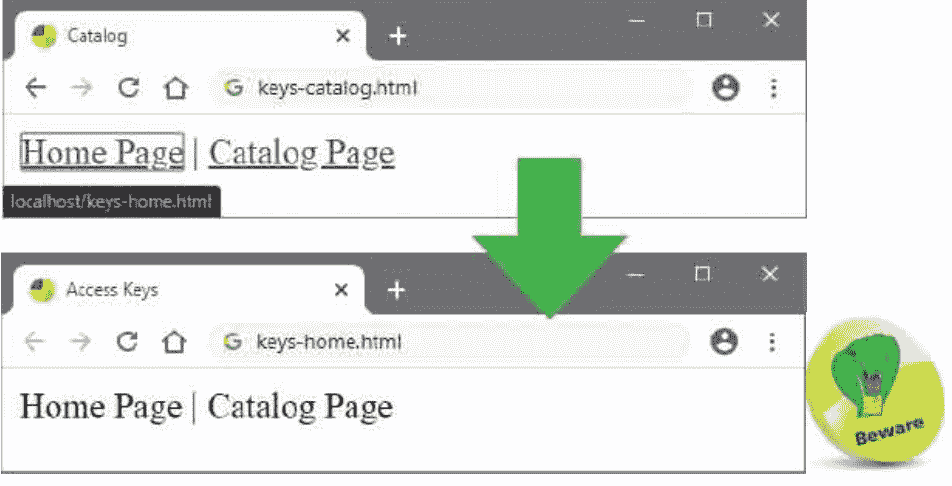 Catalog
keys-catalog.html
Home Page | Catalog Page
localhost/keys-home.html
Access Keys
keys-home.html
Home Page | Catalog Page
Beware